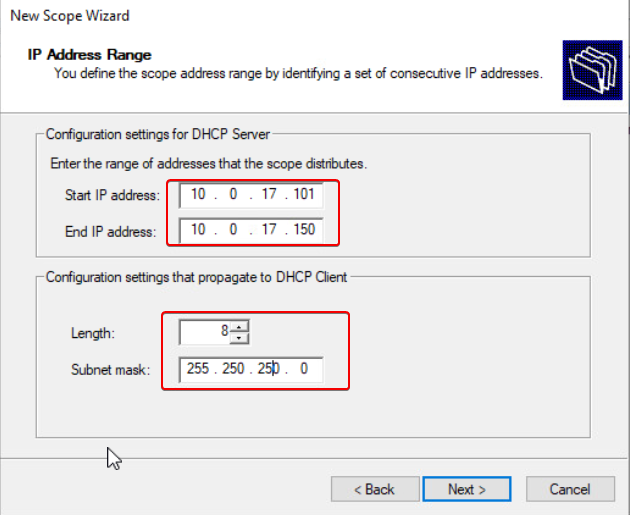 New Scope Wizard
IP Address Range
You define the scope address range by identifying a set of consecutive IP addresses.
Configuration settings for DHCP Server
Enter the range of addresses that the scope distributes.
Start IP address: 10 . 0 . 17 . 101
End IP address: 10 . 0 . 17 . 150
Configuration settings that propagate to DHCP Client
Length: 8
Subnet mask: 255 . 250 . 250 . 0
< Back Next > Cancel